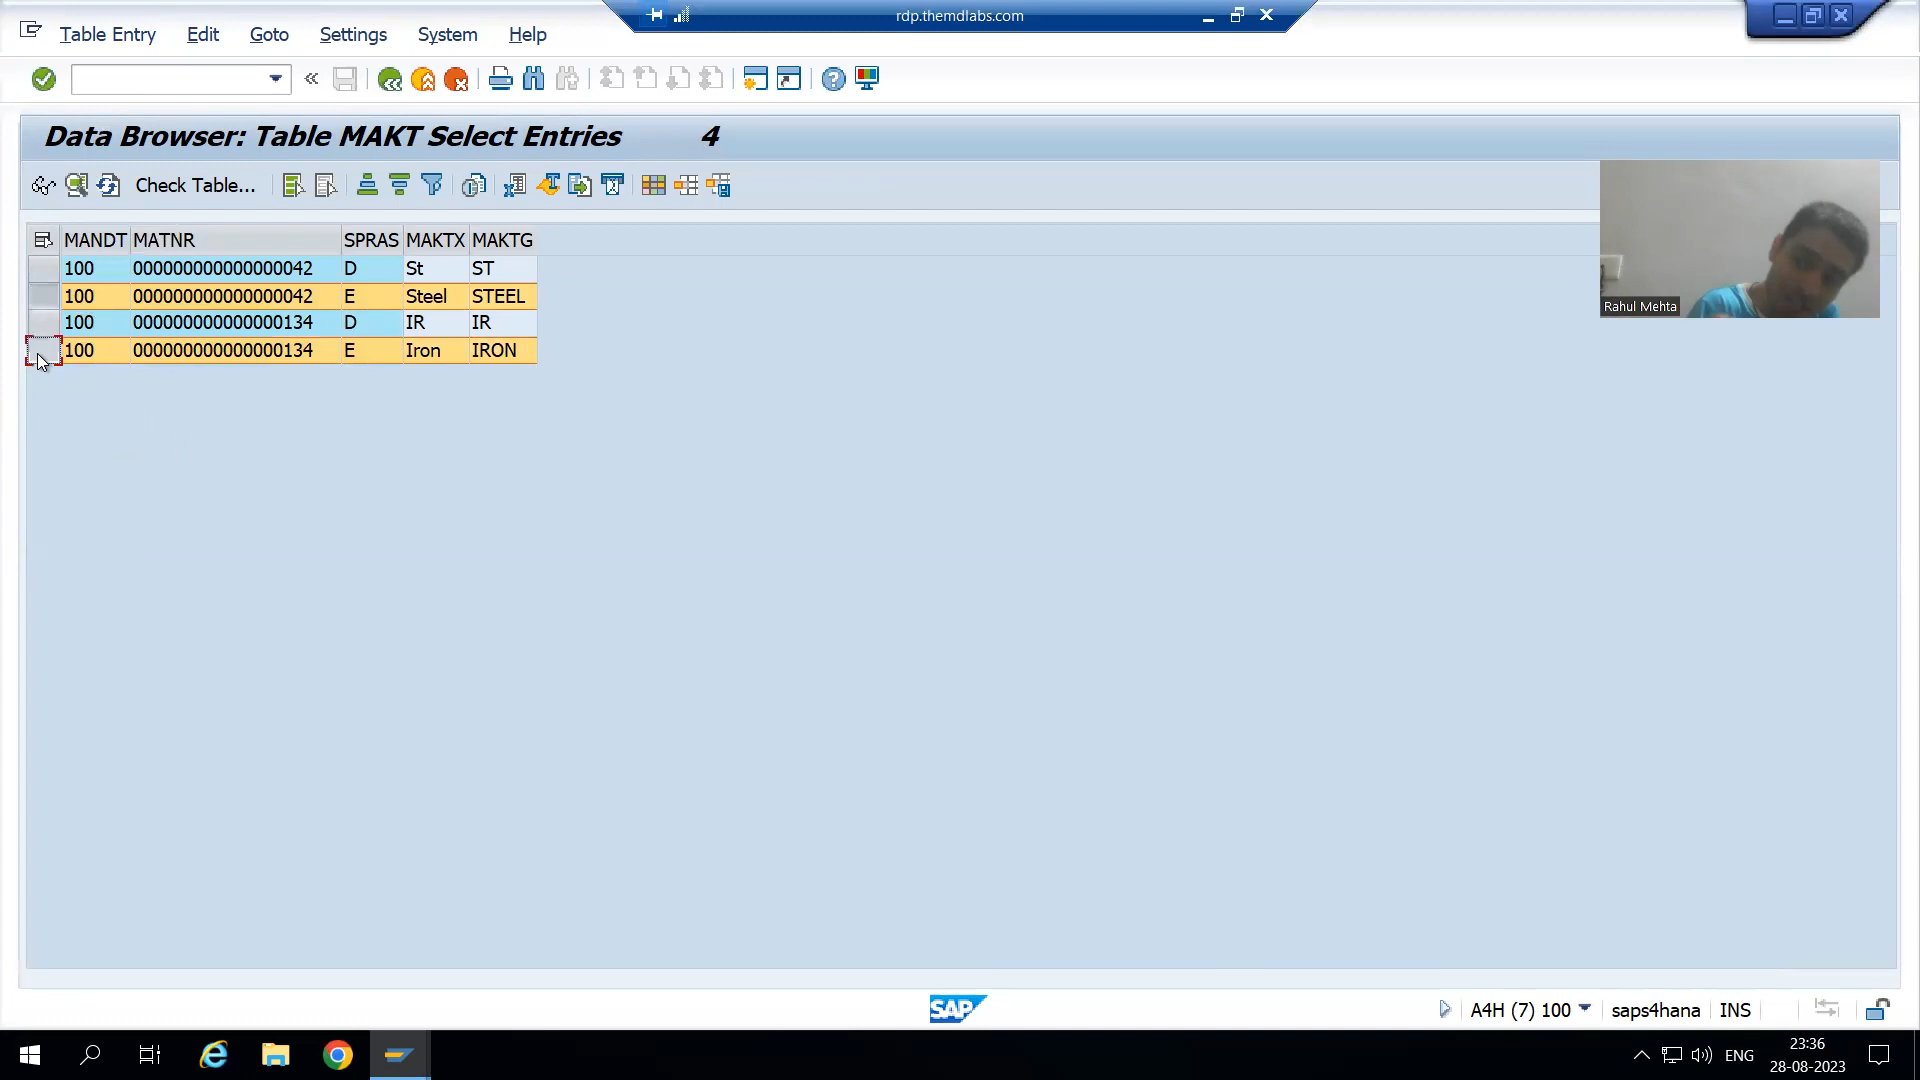 rdp.themdlabs.com
Table Entry Edit Goto Settings System Help
Data Browser: Table MAKT Select Entries 4
Check Table...
MANDT MATNR SPRAS MAKTX MAKTG
100 000000000000000042 D St ST
100 000000000000000042 E Steel STEEL
100 000000000000000134 D IR IR
100 000000000000000134 E Iron IRON
Rahul Mehta
SAP
A4H (7) 100 saps4hana INS
ENG
23:36
28-08-2023